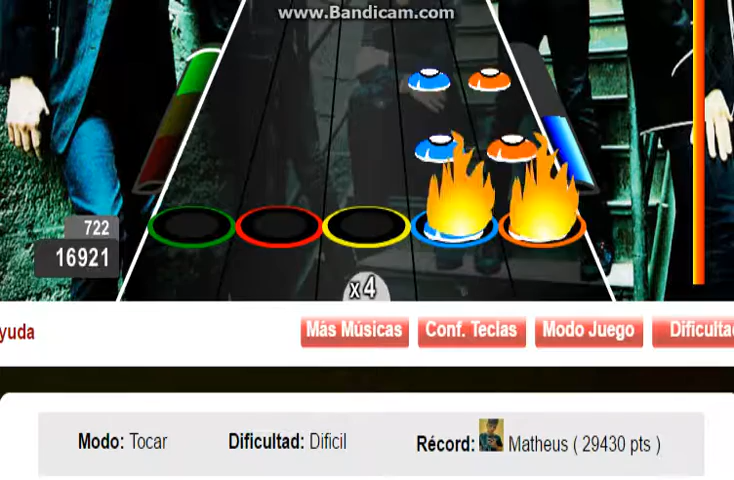 www.Bandicam.com
722
16921
x4
yuda
Más Músicas
Conf. Teclas
Modo Juego
Dificulta
Modo: Tocar
Dificultad: Dificil
Récord: Matheus ( 29430 pts )